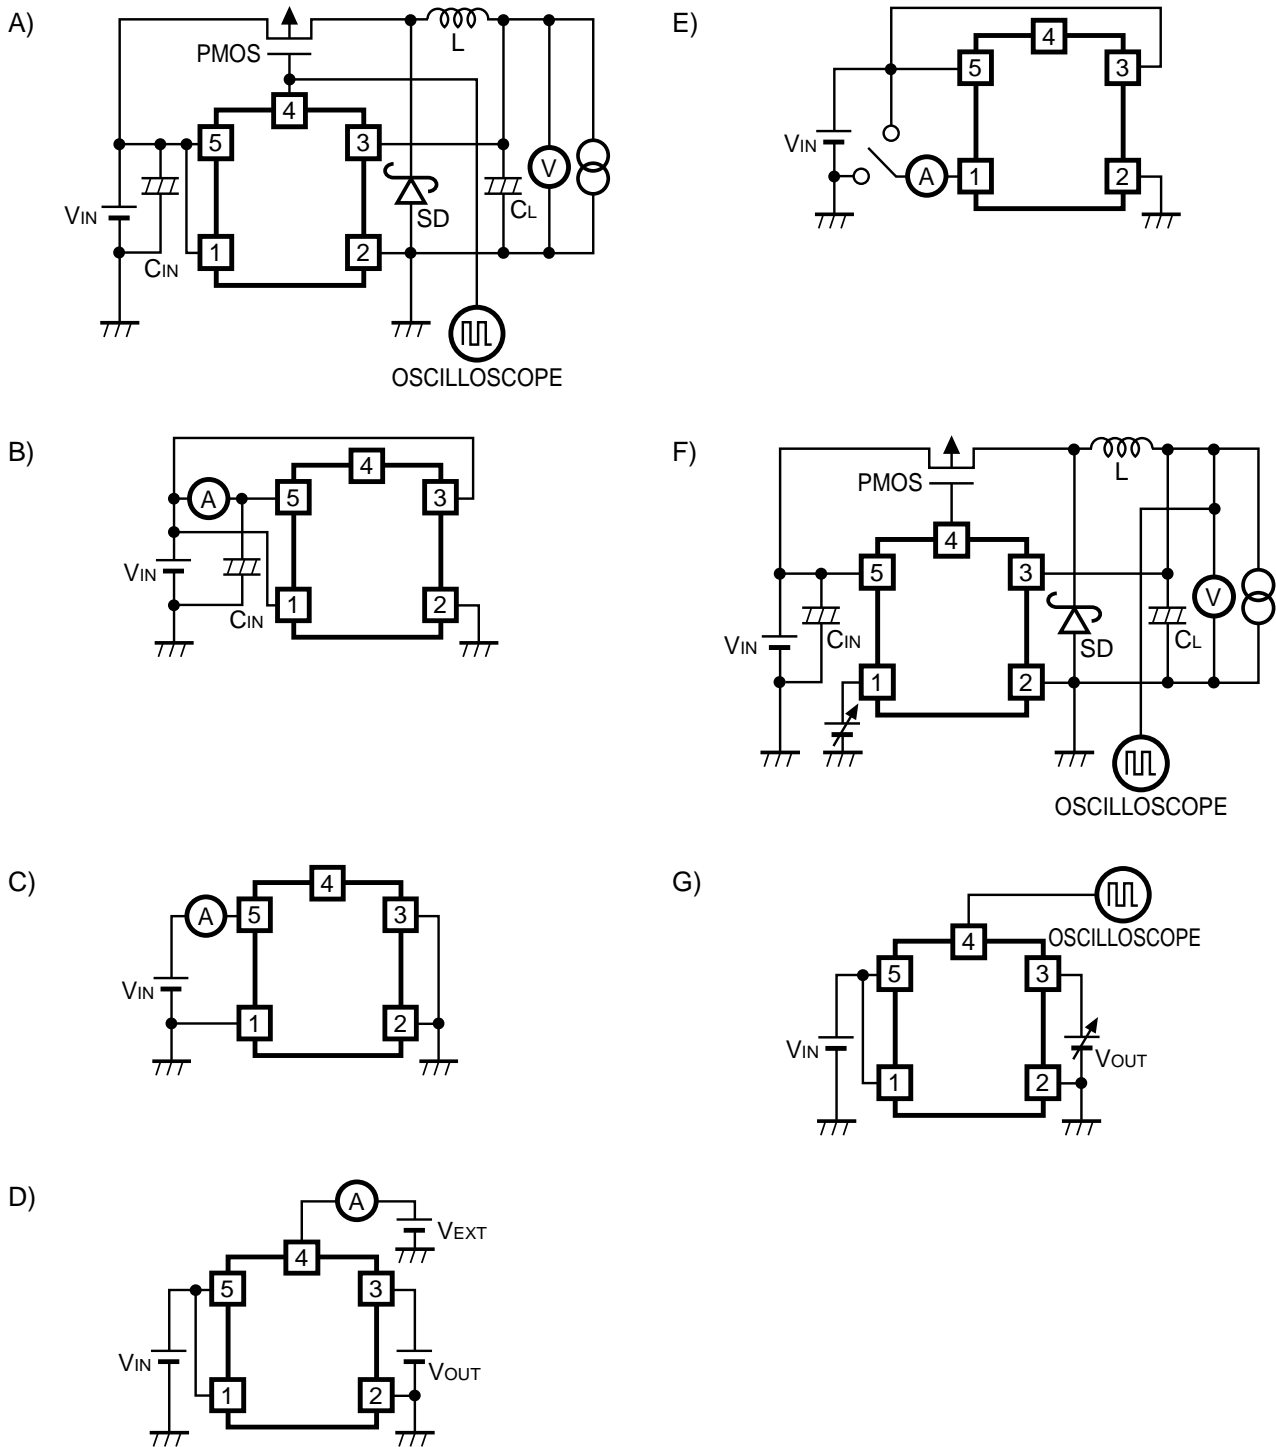 A)
PMOS
L
4
5
3
V
VIN
CIN
SD
CL
1
2
OSCILLOSCOPE
B)
4
A
5
3
VIN
CIN
1
2
C)
4
A
5
3
VIN
1
2
D)
A
VEXT
4
5
3
VIN
VOUT
1
2
E)
4
5
3
VIN
A
1
2
F)
L
PMOS
4
5
3
V
VIN
CIN
SD
CL
1
2
OSCILLOSCOPE
G)
OSCILLOSCOPE
4
5
3
VIN
VOUT
1
2